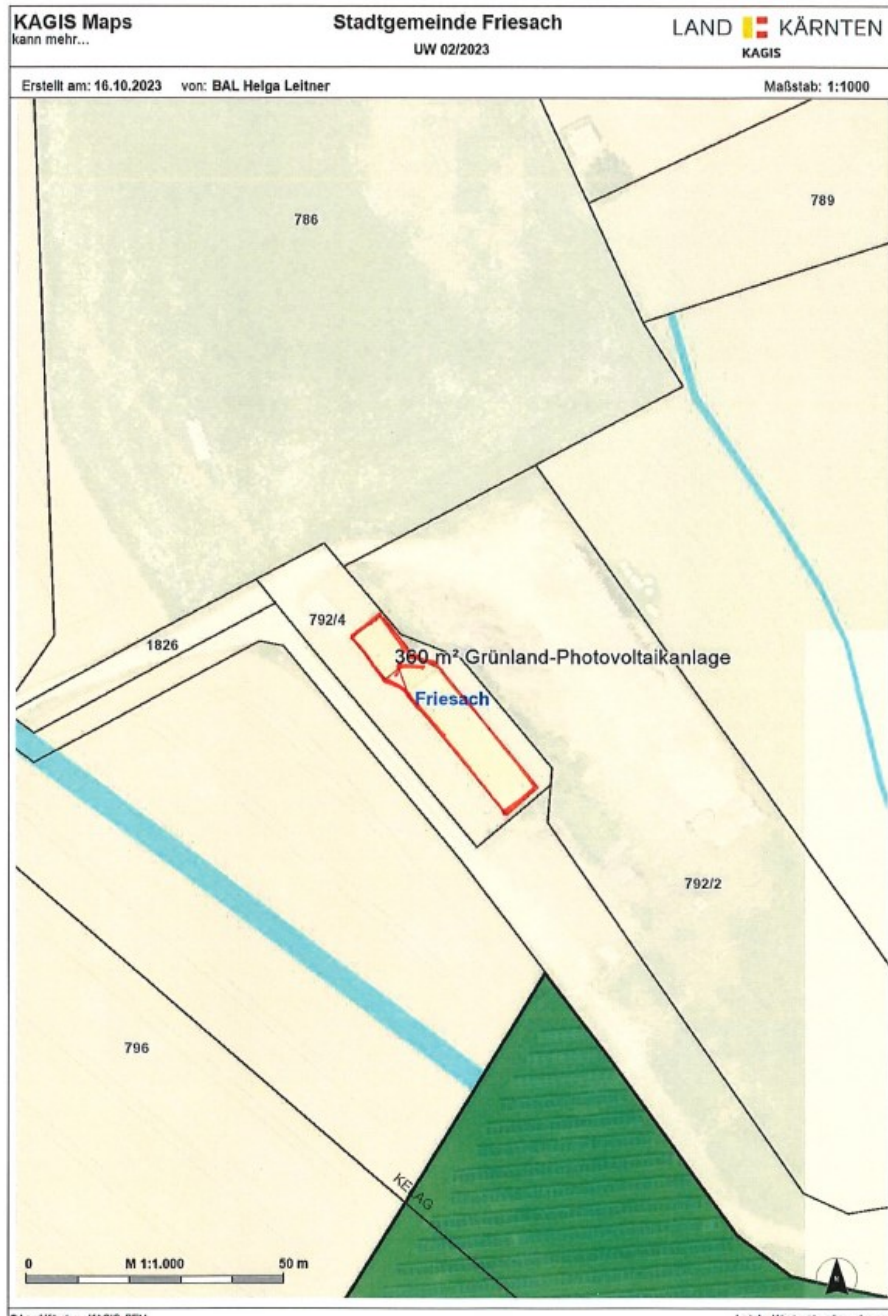 KAGIS Maps
kann mehr...
Stadtgemeinde Friesach
UW 02/2023
LAND KÄRNTEN
KAGIS
Erstellt am: 16.10.2023 von: BAL Helga Leitner
Maßstab: 1:1000
786
789
792/4
1826
360 m² Grünland-Photovoltaikanlage
Friesach
792/2
796
KELAG
0 M 1:1.000 50 m